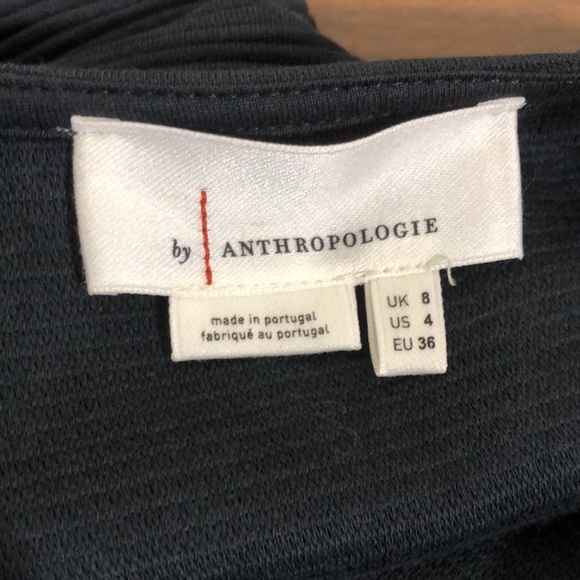 by | ANTHROPOLOGIE
made in portugal
fabriqué au portugal
UK 8
US 4
EU 36